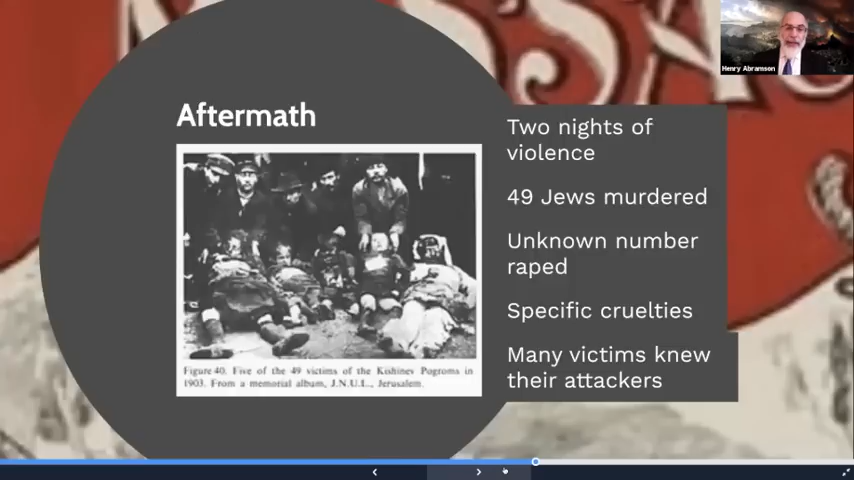 Henry Abramson
Aftermath
Figure 40. Five of the 49 victims of the Kishinev Pogroms in
1903. From a memorial album, J.N.U.L., Jerusalem.
Two nights of
violence
49 Jews murdered
Unknown number
raped
Specific cruelties
Many victims knew
their attackers